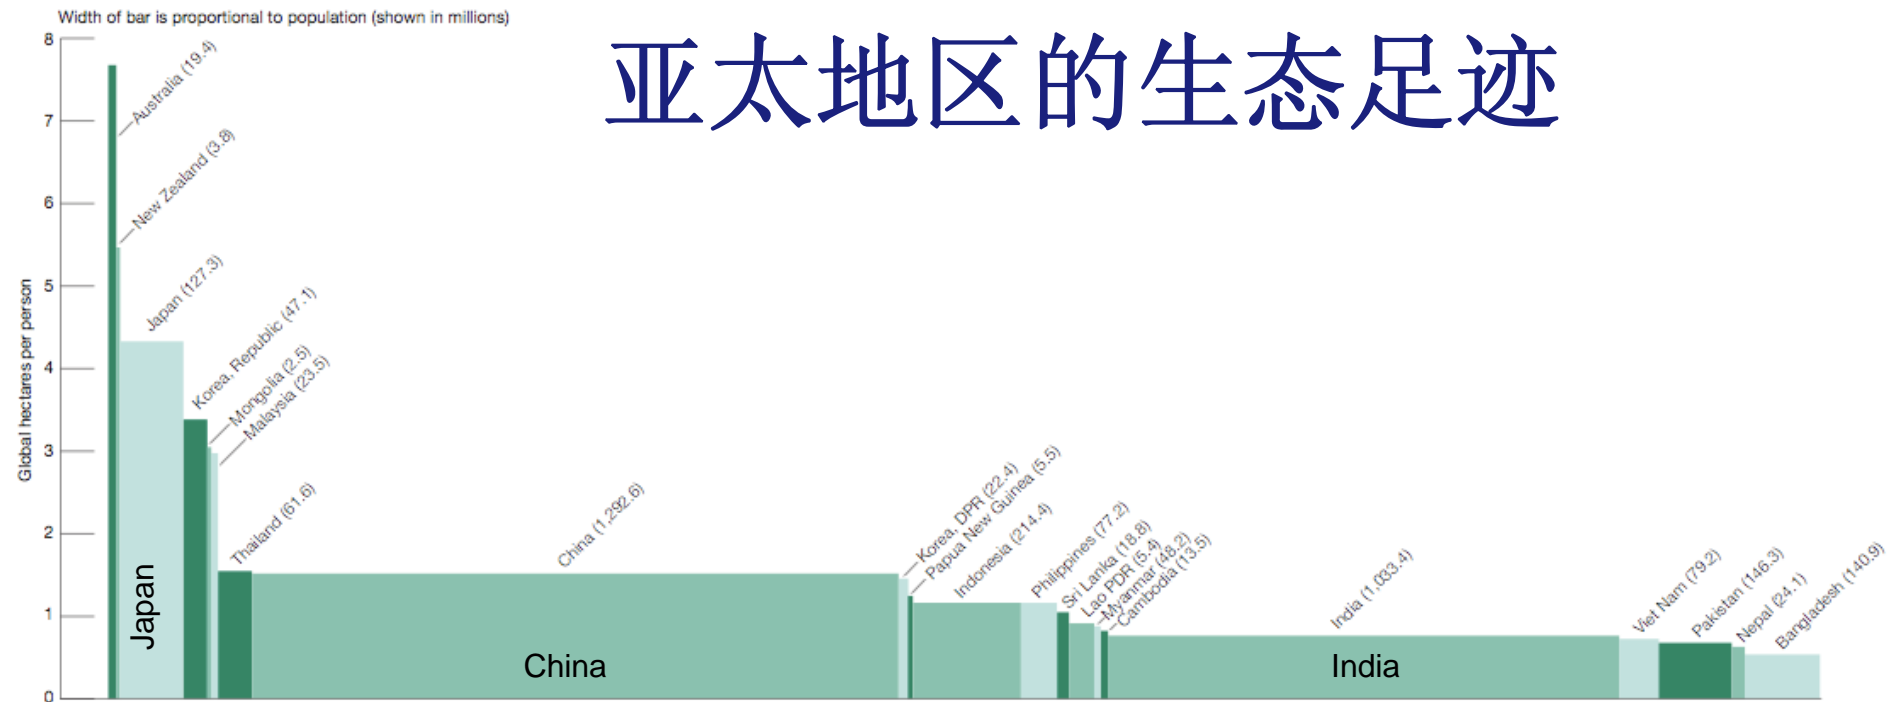 Width of bar is proportional to population (shown in millions)
亚太地区的生态足迹
Global hectares per person
8
7
6
5
4
3
2
1
0
Australia (19.4)
New Zealand (3.8)
Japan (127.3)
Korea, Republic (47.1)
Mongolia (2.5)
Malaysia (23.5)
Thailand (61.6)
China (1,292.6)
Korea, DPR (22.4)
Papua New Guinea (5.5)
Indonesia (214.4)
Philippines (77.2)
Sri Lanka (18.8)
Lao PDR (5.4)
Myanmar (48.2)
Cambodia (13.5)
India (1,033.4)
Viet Nam (79.2)
Pakistan (146.3)
Nepal (24.1)
Bangladesh (140.9)
Japan
China
India